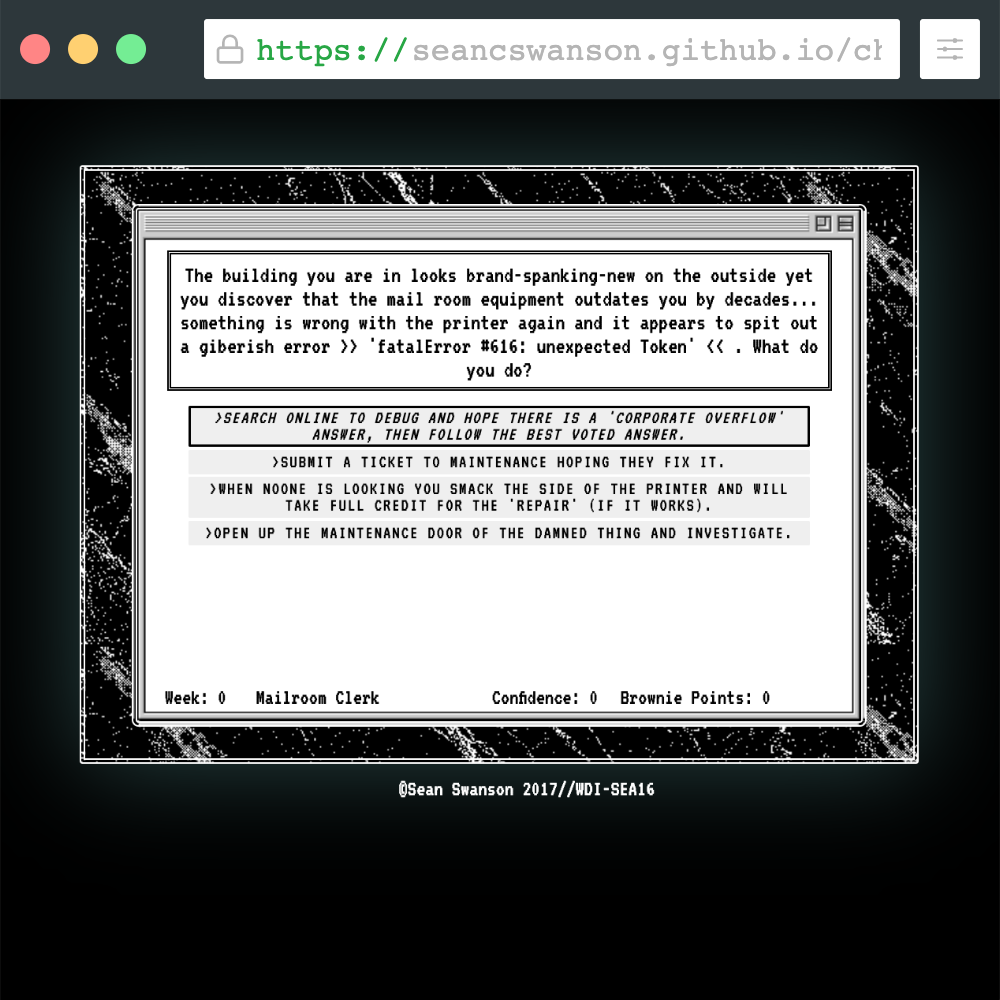 https://seancswanson.github.io/ch
The building you are in looks brand-spanking-new on the outside yet
you discover that the mail room equipment outdates you by decades...
something is wrong with the printer again and it appears to spit out
a giberish error >> 'fatalError #616: unexpected Token' << . What do
you do?
>SEARCH ONLINE TO DEBUG AND HOPE THERE IS A 'CORPORATE OVERFLOW'
ANSWER, THEN FOLLOW THE BEST VOTED ANSWER.
>SUBMIT A TICKET TO MAINTENANCE HOPING THEY FIX IT.
>WHEN NOONE IS LOOKING YOU SMACK THE SIDE OF THE PRINTER AND WILL
TAKE FULL CREDIT FOR THE 'REPAIR' (IF IT WORKS).
>OPEN UP THE MAINTENANCE DOOR OF THE DAMNED THING AND INVESTIGATE.
Week: 0 Mailroom Clerk Confidence: 0 Brownie Points: 0
@Sean Swanson 2017//WDI-SEA16